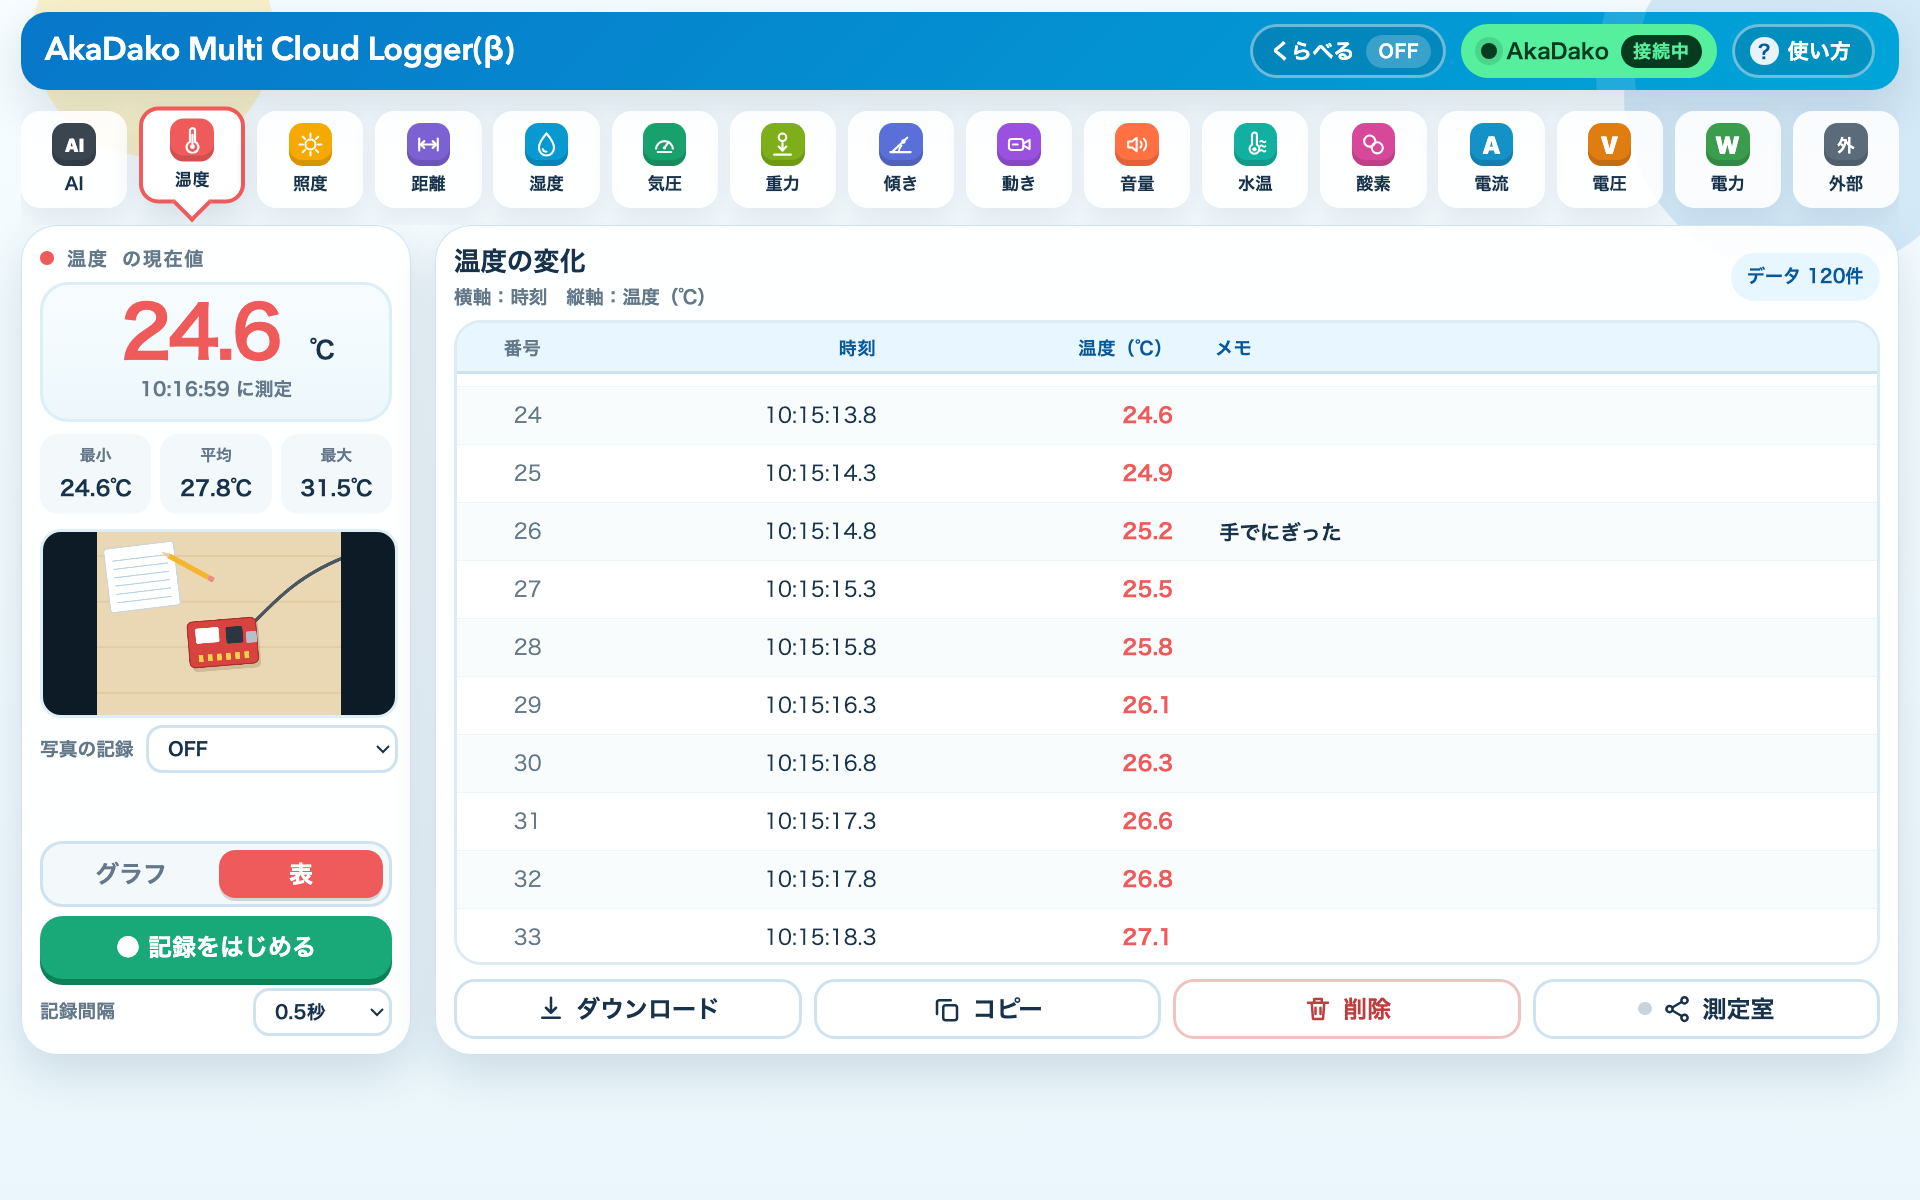 AkaDako Multi Cloud Logger(β)
くらべる OFF
AkaDako 接続中
? 使い方
AI AI
温度
照度
距離
湿度
気圧
重力
傾き
動き
音量
水温
酸素
A 電流
V 電圧
W 電力
外 外部
温度 の現在値
24.6 ℃
10:16:59 に測定
最小 24.6℃
平均 27.8℃
最大 31.5℃
写真の記録 OFF
グラフ 表
記録をはじめる
記録間隔 0.5秒
温度の変化
横軸：時刻 縦軸：温度（℃）
データ 120件
番号 時刻 温度（℃） メモ
24 10:15:13.8 24.6
25 10:15:14.3 24.9
26 10:15:14.8 25.2 手でにぎった
27 10:15:15.3 25.5
28 10:15:15.8 25.8
29 10:15:16.3 26.1
30 10:15:16.8 26.3
31 10:15:17.3 26.6
32 10:15:17.8 26.8
33 10:15:18.3 27.1
ダウンロード
コピー
削除
測定室